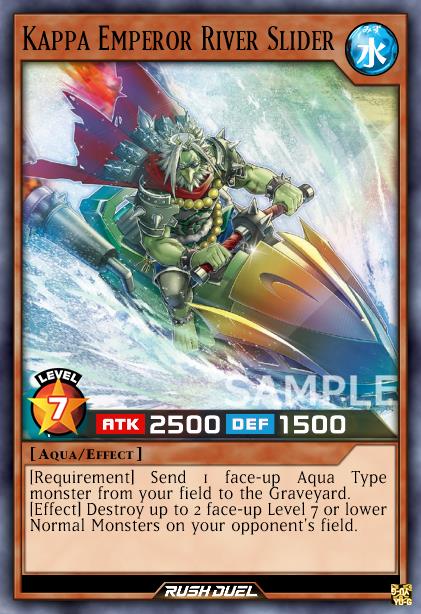 KAPPA EMPEROR RIVER SLIDER
みず
水
SAMPLE
LEVEL
7
ATK 2500 DEF 1500
[ AQUA/EFFECT ]
[Requirement] Send 1 face-up Aqua Type
monster from your field to the Graveyard.
[Effect] Destroy up to 2 face-up Level 7 or lower
Normal Monsters on your opponent's field.
RUSH DUEL